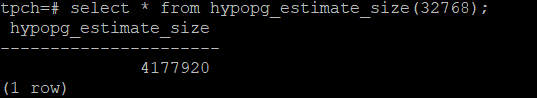 tpch=# select * from hypopg_estimate_size(32768);
 hypopg_estimate_size
----------------------
              4177920
(1 row)